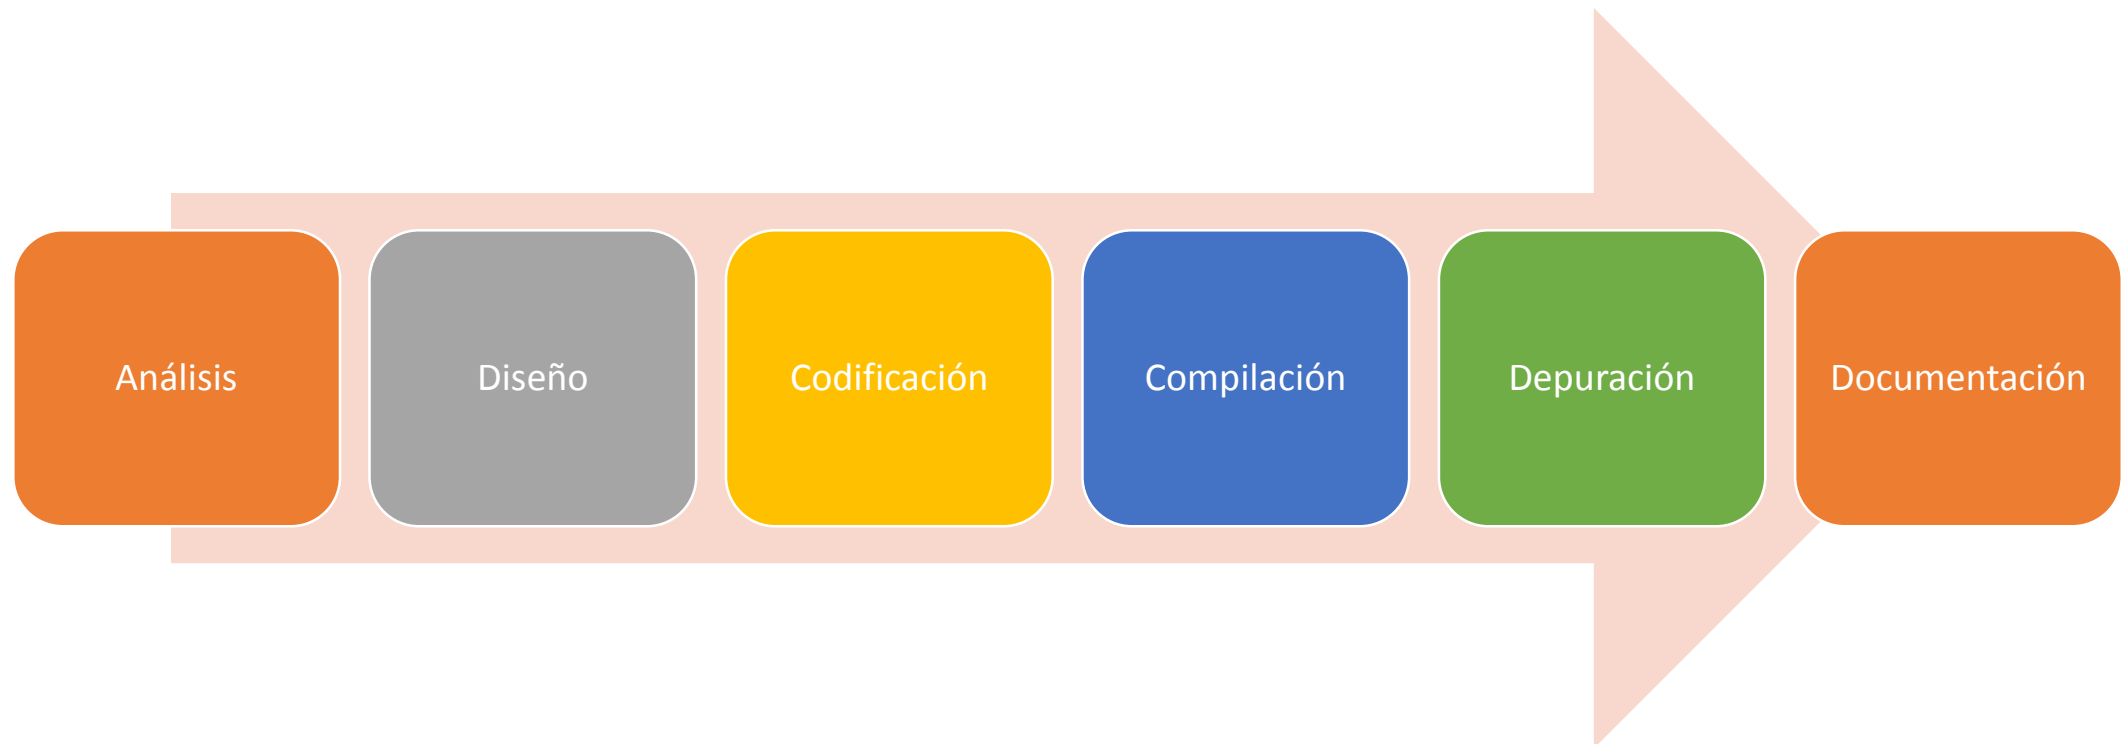 Análisis
Diseño
Codificación
Compilación
Depuración
Documentación